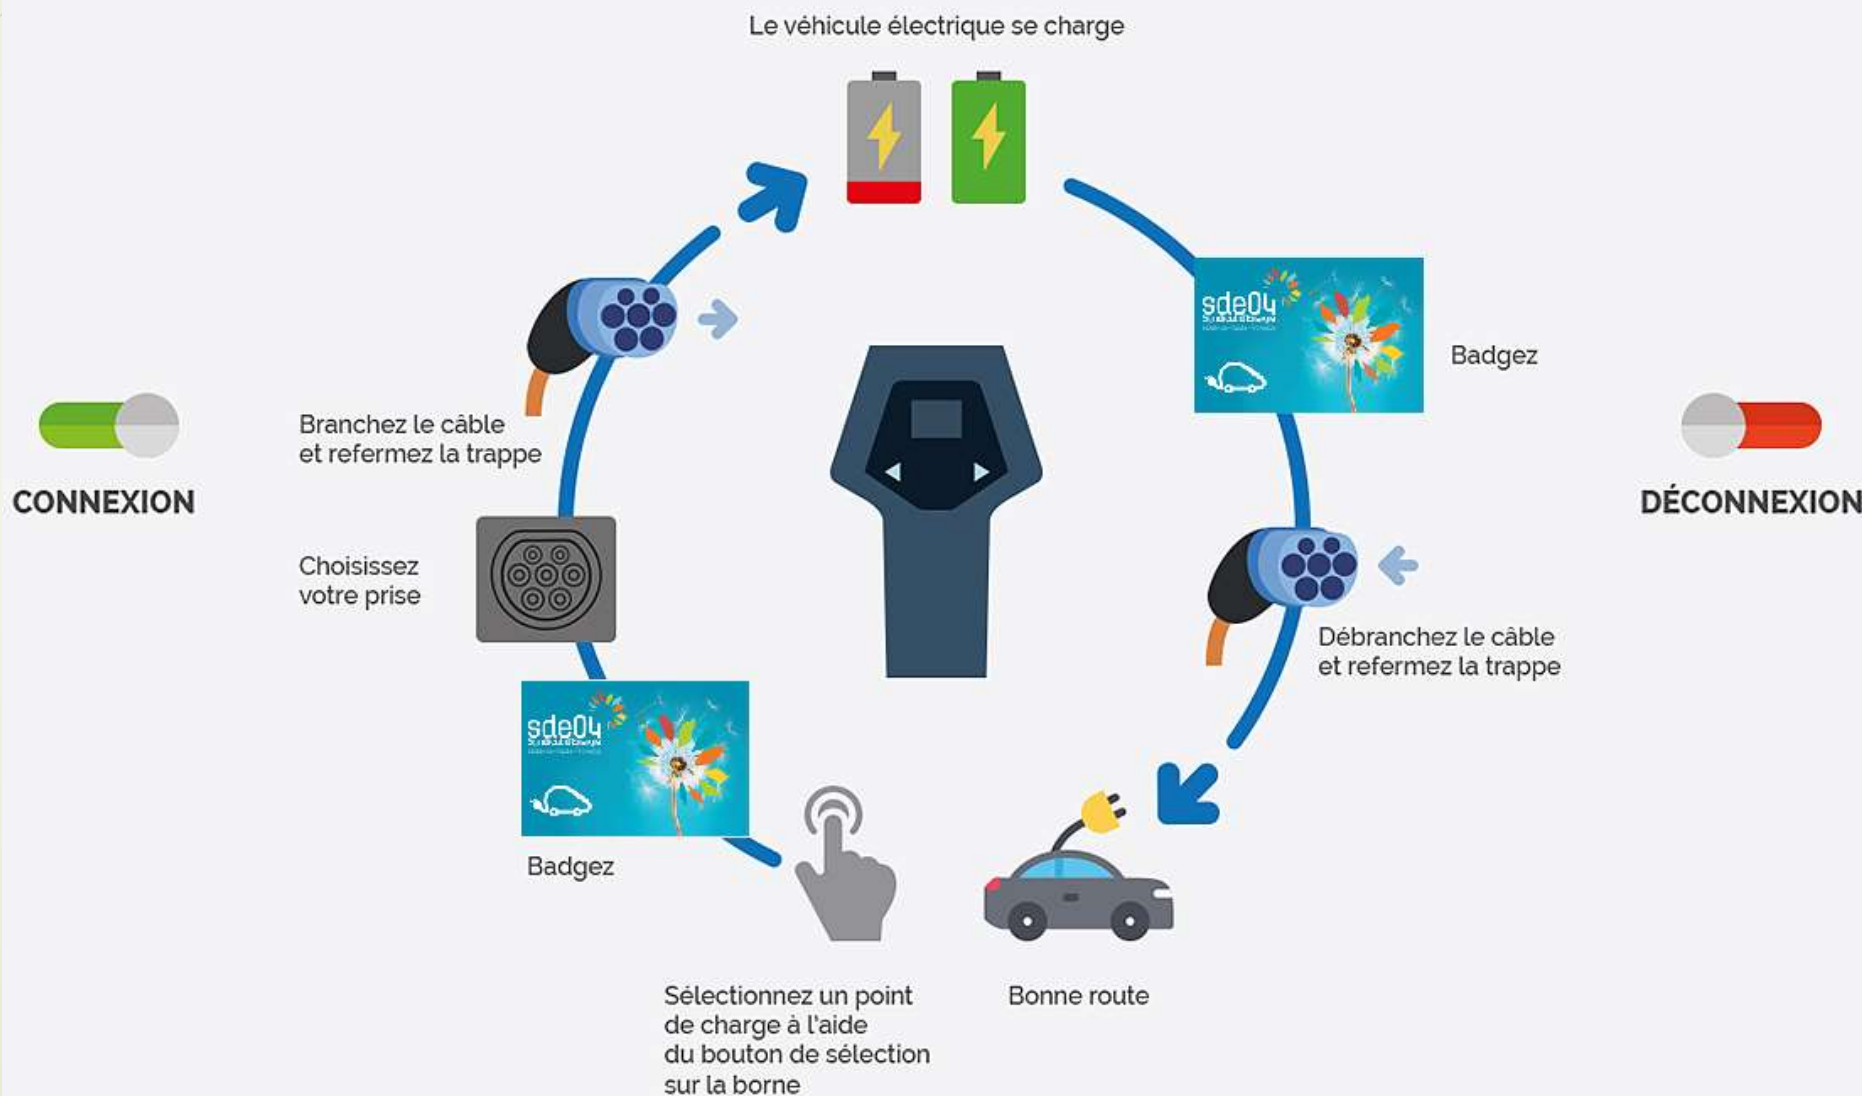 Le véhicule électrique se charge
sde04
Badgez
Branchez le câble
et refermez la trappe
CONNEXION
DÉCONNEXION
Choisissez
votre prise
Débranchez le câble
et refermez la trappe
sde04
Badgez
Sélectionnez un point
de charge à l'aide
du bouton de sélection
sur la borne
Bonne route